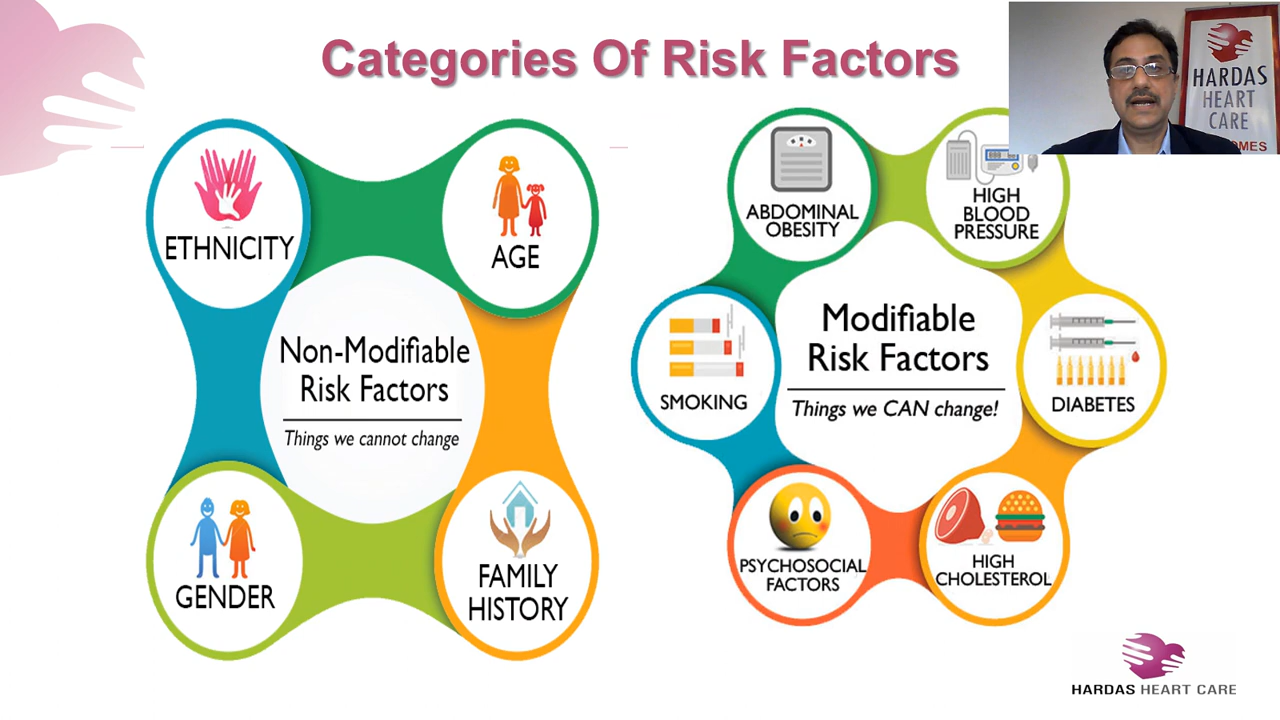 Categories Of Risk Factors
HARDAS
HEART
CARE
ETHNICITY
AGE
Non-Modifiable
Risk Factors
Things we cannot change
GENDER
FAMILY
HISTORY
ABDOMINAL
OBESITY
HIGH
BLOOD
PRESSURE
SMOKING
Modifiable
Risk Factors
Things we CAN change!
DIABETES
PSYCHOSOCIAL
FACTORS
HIGH
CHOLESTEROL
HARDAS HEART CARE